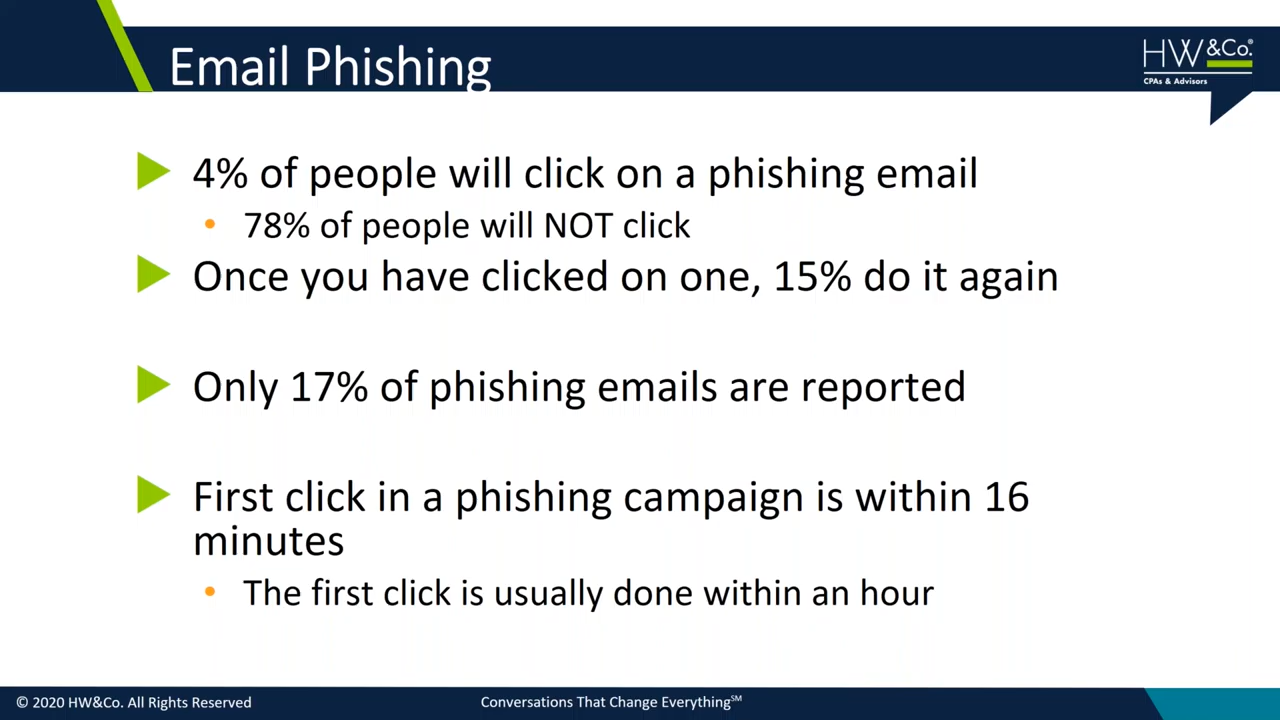 Email Phishing
HW&Co.®
CPAs & Advisors
4% of people will click on a phishing email
• 78% of people will NOT click
Once you have clicked on one, 15% do it again
Only 17% of phishing emails are reported
First click in a phishing campaign is within 16
minutes
• The first click is usually done within an hour
© 2020 HW&Co. All Rights Reserved
Conversations That Change Everything℠